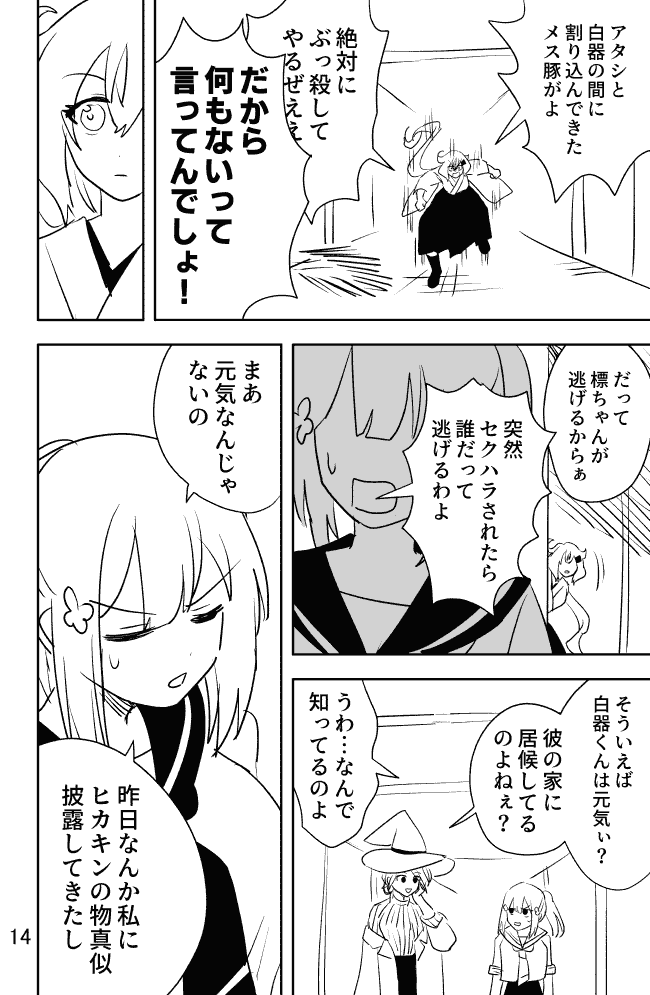 だって
標ちゃんが
逃げるからぁ
突然
セクハラされたら
誰だって
逃げるわよ
そういえば
白器くんは元気ぃ？
彼の家に
居候してる
のよねぇ？
うわ…なんで
知ってるのよ
まあ
元気なんじゃ
ないの
昨日なんか私に
ヒカキンの物真似
披露してきたし
アタシと
白器の間に
割り込んできた
メス豚がよ
絶対に
ぶっ殺して
やるぜええ
だから
何もないって
言ってんでしょ！
14